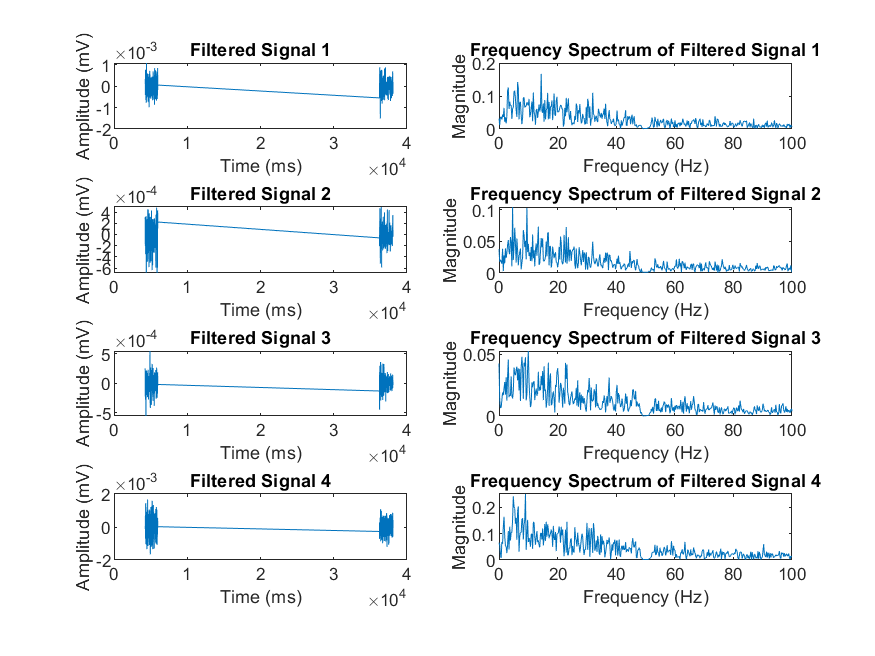 Filtered Signal 1
×10-3
Amplitude (mV)
1
0
-1
-2
0 1 2 3 4
Time (ms)
×104
Frequency Spectrum of Filtered Signal 1
Magnitude
0.2
0.1
0
0 20 40 60 80 100
Frequency (Hz)
Filtered Signal 2
×10-4
Amplitude (mV)
4
2
0
-2
-4
-6
0 1 2 3 4
Time (ms)
×104
Frequency Spectrum of Filtered Signal 2
Magnitude
0.1
0.05
0
0 20 40 60 80 100
Frequency (Hz)
Filtered Signal 3
×10-4
Amplitude (mV)
5
0
-5
0 1 2 3 4
Time (ms)
×104
Frequency Spectrum of Filtered Signal 3
Magnitude
0.05
0
0 20 40 60 80 100
Frequency (Hz)
Filtered Signal 4
×10-3
Amplitude (mV)
2
0
-2
0 1 2 3 4
Time (ms)
×104
Frequency Spectrum of Filtered Signal 4
Magnitude
0.2
0.1
0
0 20 40 60 80 100
Frequency (Hz)